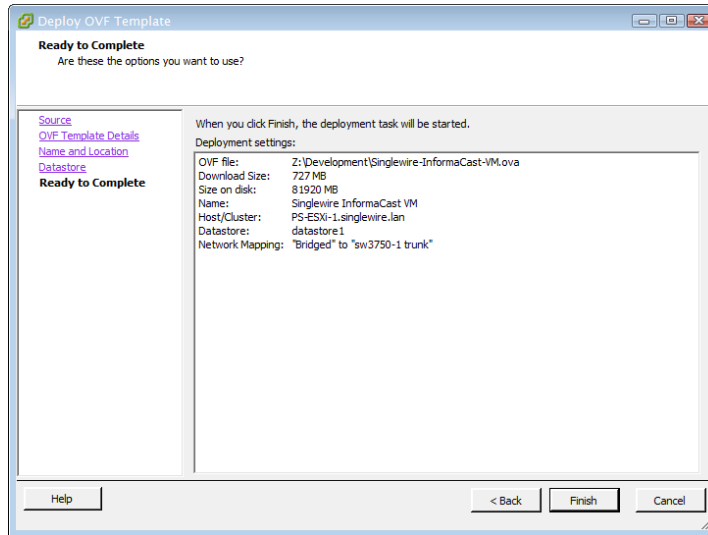 Deploy OVF Template
Ready to Complete
Are these the options you want to use?
Source
OVF Template Details
Name and Location
Datastore
Ready to Complete
When you click Finish, the deployment task will be started.
Deployment settings:
OVF file: Z:\Development\Singlewire-InformaCast-VM.ova
Download Size: 727 MB
Size on disk: 81920 MB
Name: Singlewire InformaCast VM
Host/Cluster: PS-ESXi-1.singlewire.lan
Datastore: datastore1
Network Mapping: "Bridged" to "sw3750-1 trunk"
Help
< Back
Finish
Cancel